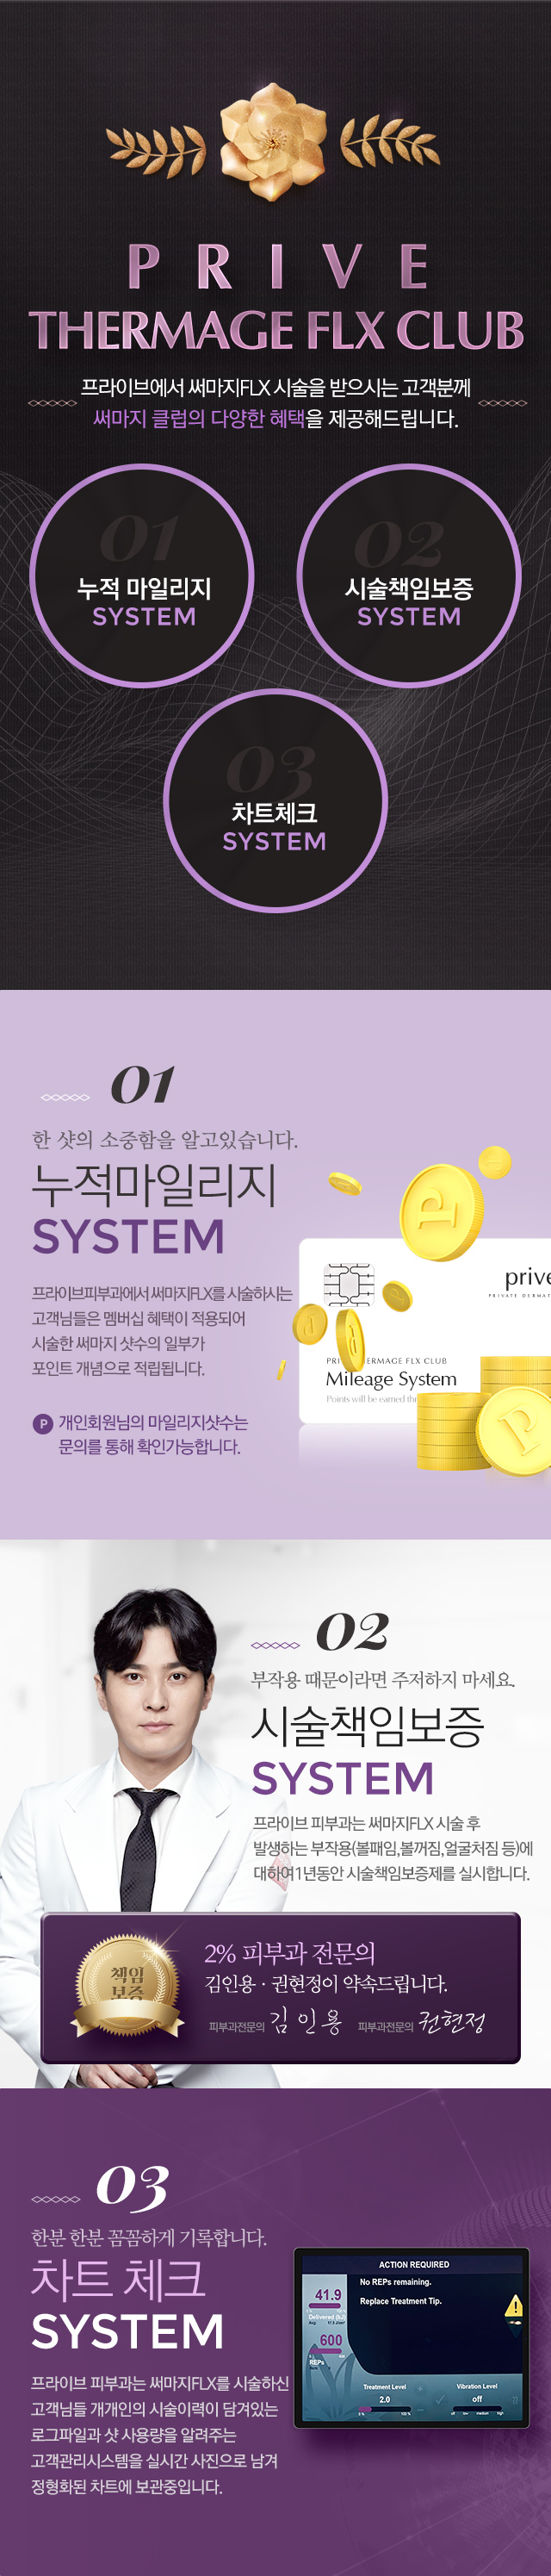 PRIVE
THERMAGE FLX CLUB
프라이브에서 써마지FLX 시술을 받으시는 고객분께
써마지 클럽의 다양한 혜택을 제공해드립니다.
01
누적 마일리지
SYSTEM
02
시술책임보증
SYSTEM
03
차트체크
SYSTEM
01
한 샷의 소중함을 알고있습니다.
누적마일리지
SYSTEM
프라이브피부과에서 써마지FLX를 시술하시는
고객님들은 멤버십 혜택이 적용되어
시술한 써마지 샷수의 일부가
포인트 개념으로 적립됩니다.
P 개인회원님의 마일리지샷수는
문의를 통해 확인가능합니다.
P
prive
PRIVATE DERMAT
PRI ERMAGE FLX CLUB
Mileage System
Points will be earned thr
P
02
부작용 때문이라면 주저하지 마세요.
시술책임보증
SYSTEM
프라이브 피부과는 써마지FLX 시술 후
발생하는 부작용(볼패임,볼꺼짐,얼굴처짐 등)에
대하여1년동안 시술책임보증제를 실시합니다.
책임
보증
2% 피부과 전문의
김인용 · 권현정이 약속드립니다.
피부과전문의 김인용 피부과전문의 권현정
03
한분 한분 꼼꼼하게 기록합니다.
차트 체크
SYSTEM
프라이브 피부과는 써마지FLX를 시술하신
고객님들 개개인의 시술이력이 담겨있는
로그파일과 샷 사용량을 알려주는
고객관리시스템을 실시간 사진으로 남겨
정형화된 차트에 보관중입니다.
ACTION REQUIRED
No REPs remaining.
Replace Treatment Tip.
41.9
Delivered (kJ)
600
REPs
Treatment Level
2.0
Vibration Level
off
off low medium high